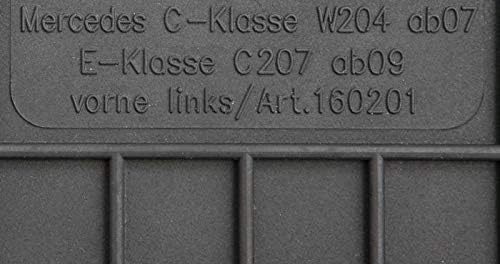 Mercedes C-Klasse W204 ab07
E-Klasse C207 ab09
vorne links/Art.160201